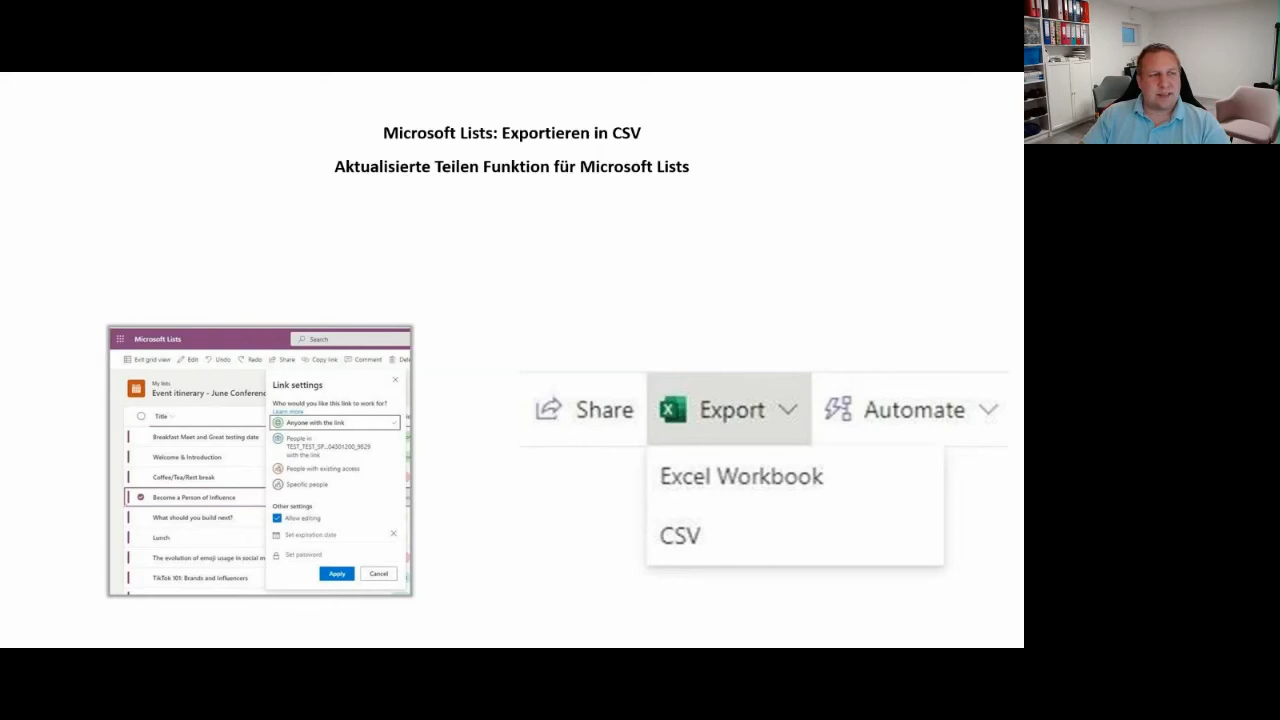 Microsoft Lists: Exportieren in CSV
Aktualisierte Teilen Funktion für Microsoft Lists
Microsoft Lists
Search
Exit grid view Edit Undo Redo Share Copy link Comment
My lists
Event itinerary - June Conferenc
Title
Breakfast Meet and Great testing date
Welcome & Introduction
Coffee/Tea/Rest break
Become a Person of Influence
What should you build next?
Lunch
The evolution of emoji usage in social m
TikTok 101: Brands and Influencers
Link settings
Who would you like this link to work for?
Learn more
Anyone with the link
People in
with the link
People with existing access
Specific people
Other settings
Allow editing
Set expiration date
Set password
Apply Cancel
Share Export Automate
Excel Workbook
CSV